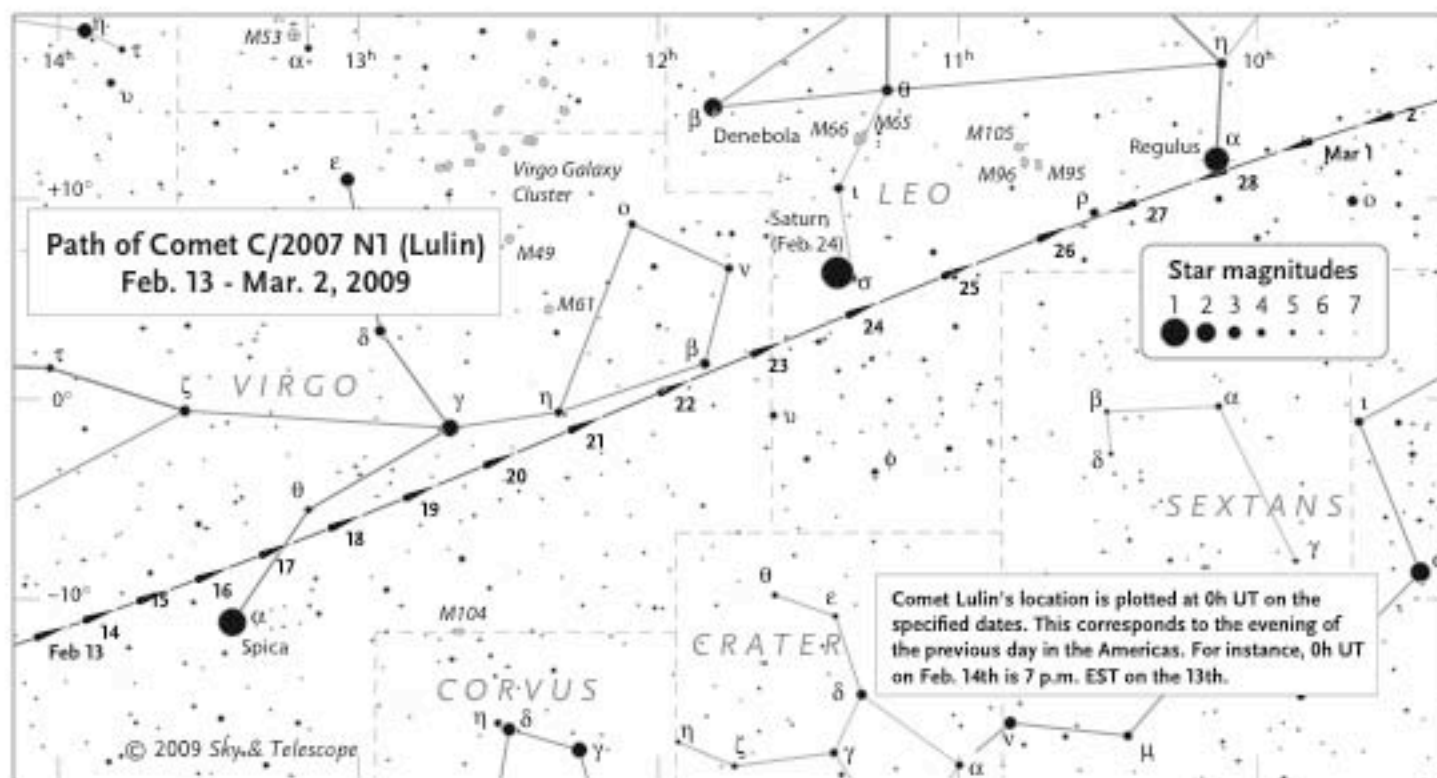 η
τ
υ
14ʰ
M53
α
13ʰ
12ʰ
11ʰ
10ʰ
η
θ
β
Denebola
M66
M65
M105
M96
M95
Regulus
α
2
Mar 1
28
ο
ε
+10°
Virgo Galaxy
Cluster
ο
ν
ι
LEO
ρ
27
26
Saturn
(Feb. 24)
σ
25
24
Path of Comet C/2007 N1 (Lulin)
Feb. 13 - Mar. 2, 2009
M49
M61
Star magnitudes
1 2 3 4 5 6 7
δ
τ
ζ
VIRGO
0°
γ
η
β
23
22
υ
21
20
φ
β
α
δ
ι
SEXTANS
γ
θ
19
18
17
16
15
14
Feb 13
−10°
α
Spica
M104
CORVUS
η
δ
γ
θ
ε
CRATER
δ
η
ζ
γ
α
ν
μ
Comet Lulin's location is plotted at 0h UT on the
specified dates. This corresponds to the evening of
the previous day in the Americas. For instance, 0h UT
on Feb. 14th is 7 p.m. EST on the 13th.
© 2009 Sky & Telescope